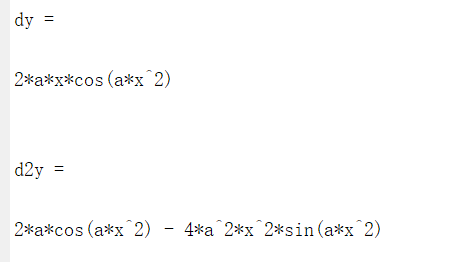 dy =
2*a*x*cos(a*x^2)
d2y =
2*a*cos(a*x^2) - 4*a^2*x^2*sin(a*x^2)